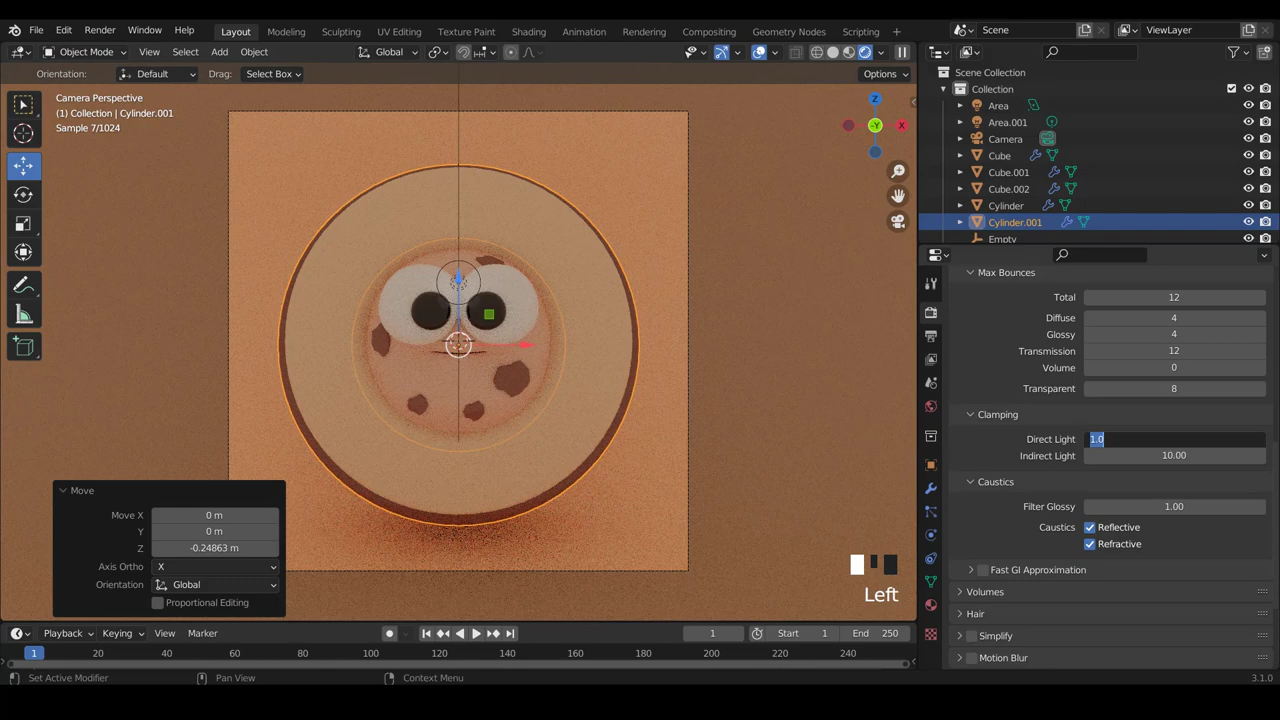 File Edit Render Window Help Layout Modeling Sculpting UV Editing Texture Paint Shading Animation Rendering Compositing Geometry Nodes Scripting Scene ViewLayer
Object Mode View Select Add Object Global
Orientation: Default Drag: Select Box Options
Camera Perspective
(1) Collection | Cylinder.001
Sample 7/1024
Z
-Y
X
Move
Move X 0 m
Y 0 m
Z -0.24863 m
Axis Ortho X
Orientation Global
Proportional Editing
Left
Scene Collection
Collection
Area
Area.001
Camera
Cube
Cube.001
Cube.002
Cylinder
Cylinder.001
Empty
Max Bounces
Total 12
Diffuse 4
Glossy 4
Transmission 12
Volume 0
Transparent 8
Clamping
Direct Light 1.0
Indirect Light 10.00
Caustics
Filter Glossy 1.00
Caustics Reflective
Refractive
Fast GI Approximation
Volumes
Hair
Simplify
Motion Blur
Playback Keying View Marker 1 Start 1 End 250
1 20 40 60 80 100 120 140 160 180 200 220 240
Set Active Modifier Pan View Context Menu 3.1.0